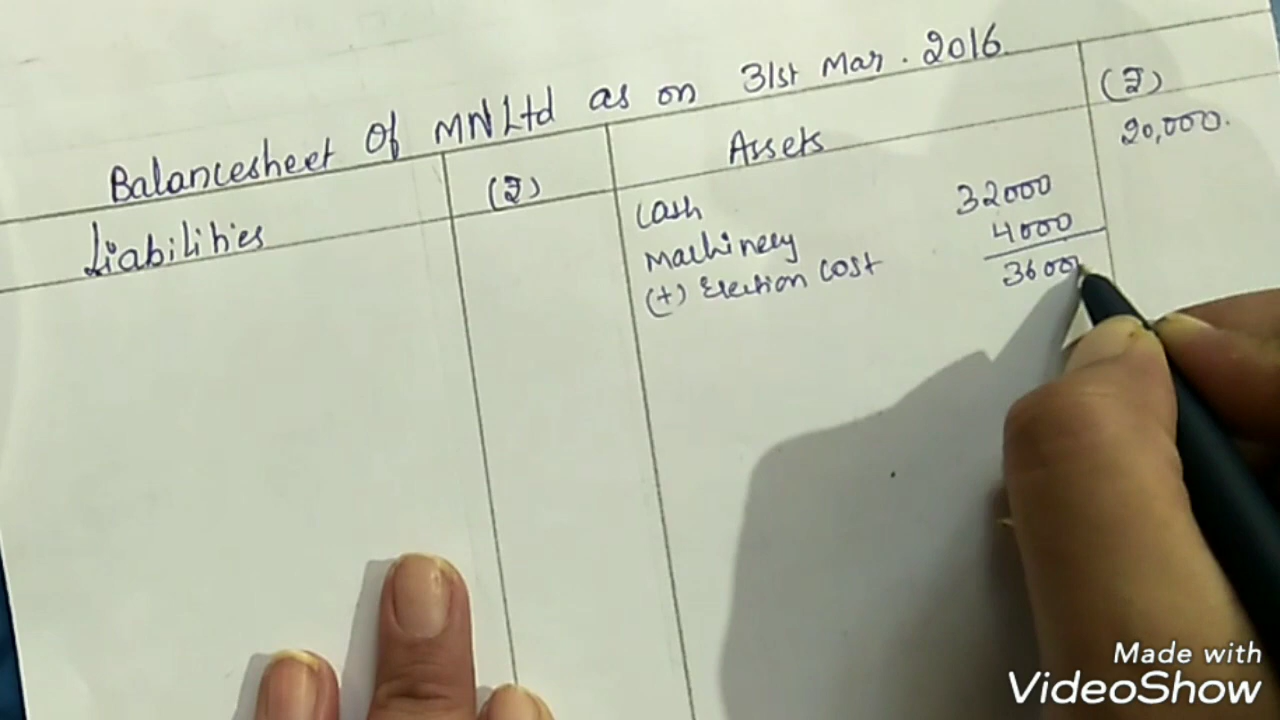 Balancesheet Of MN Ltd as on 31st Mar. 2016
Liabilities (₹) Assets (₹)
Cash 20,000.
Machinery 32000
(+) Erection cost 4000
36000
Made with
VideoShow